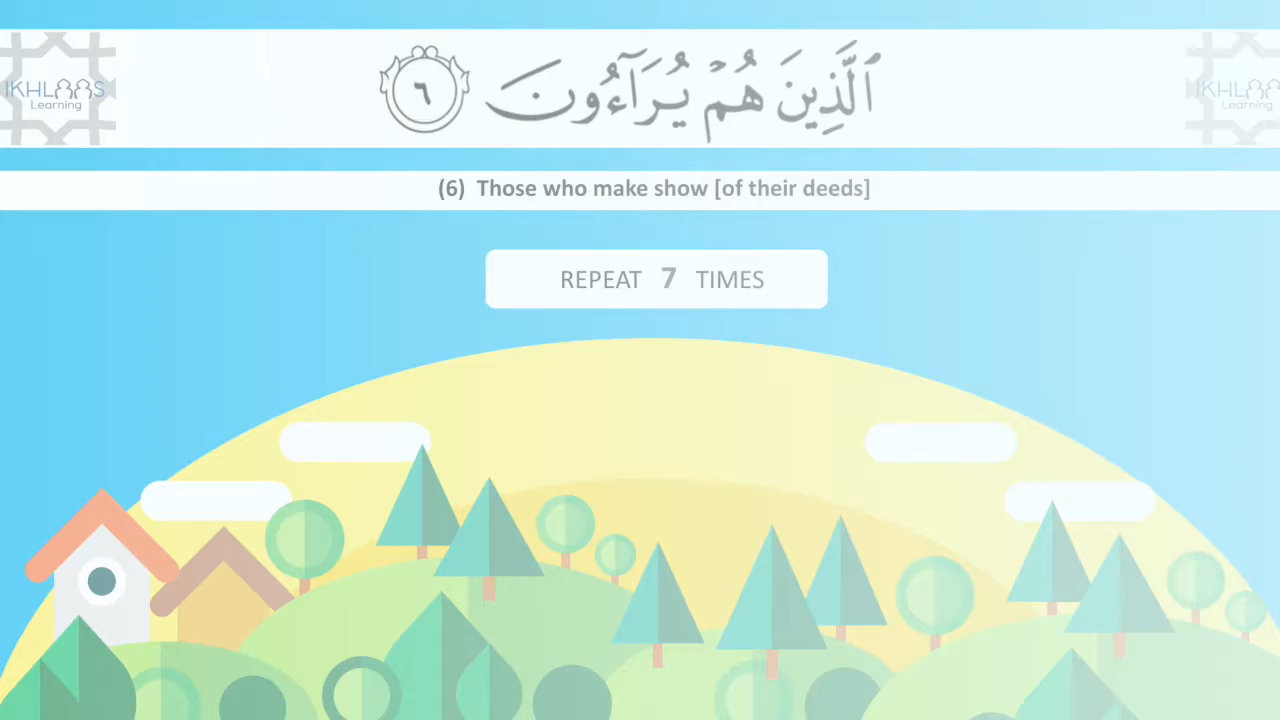 ٱلَّذِينَ هُمْ يُرَآءُونَ ٦
IKHLAAS
Learning
IKHLAA
Learning
(6) Those who make show [of their deeds]
REPEAT 7 TIMES